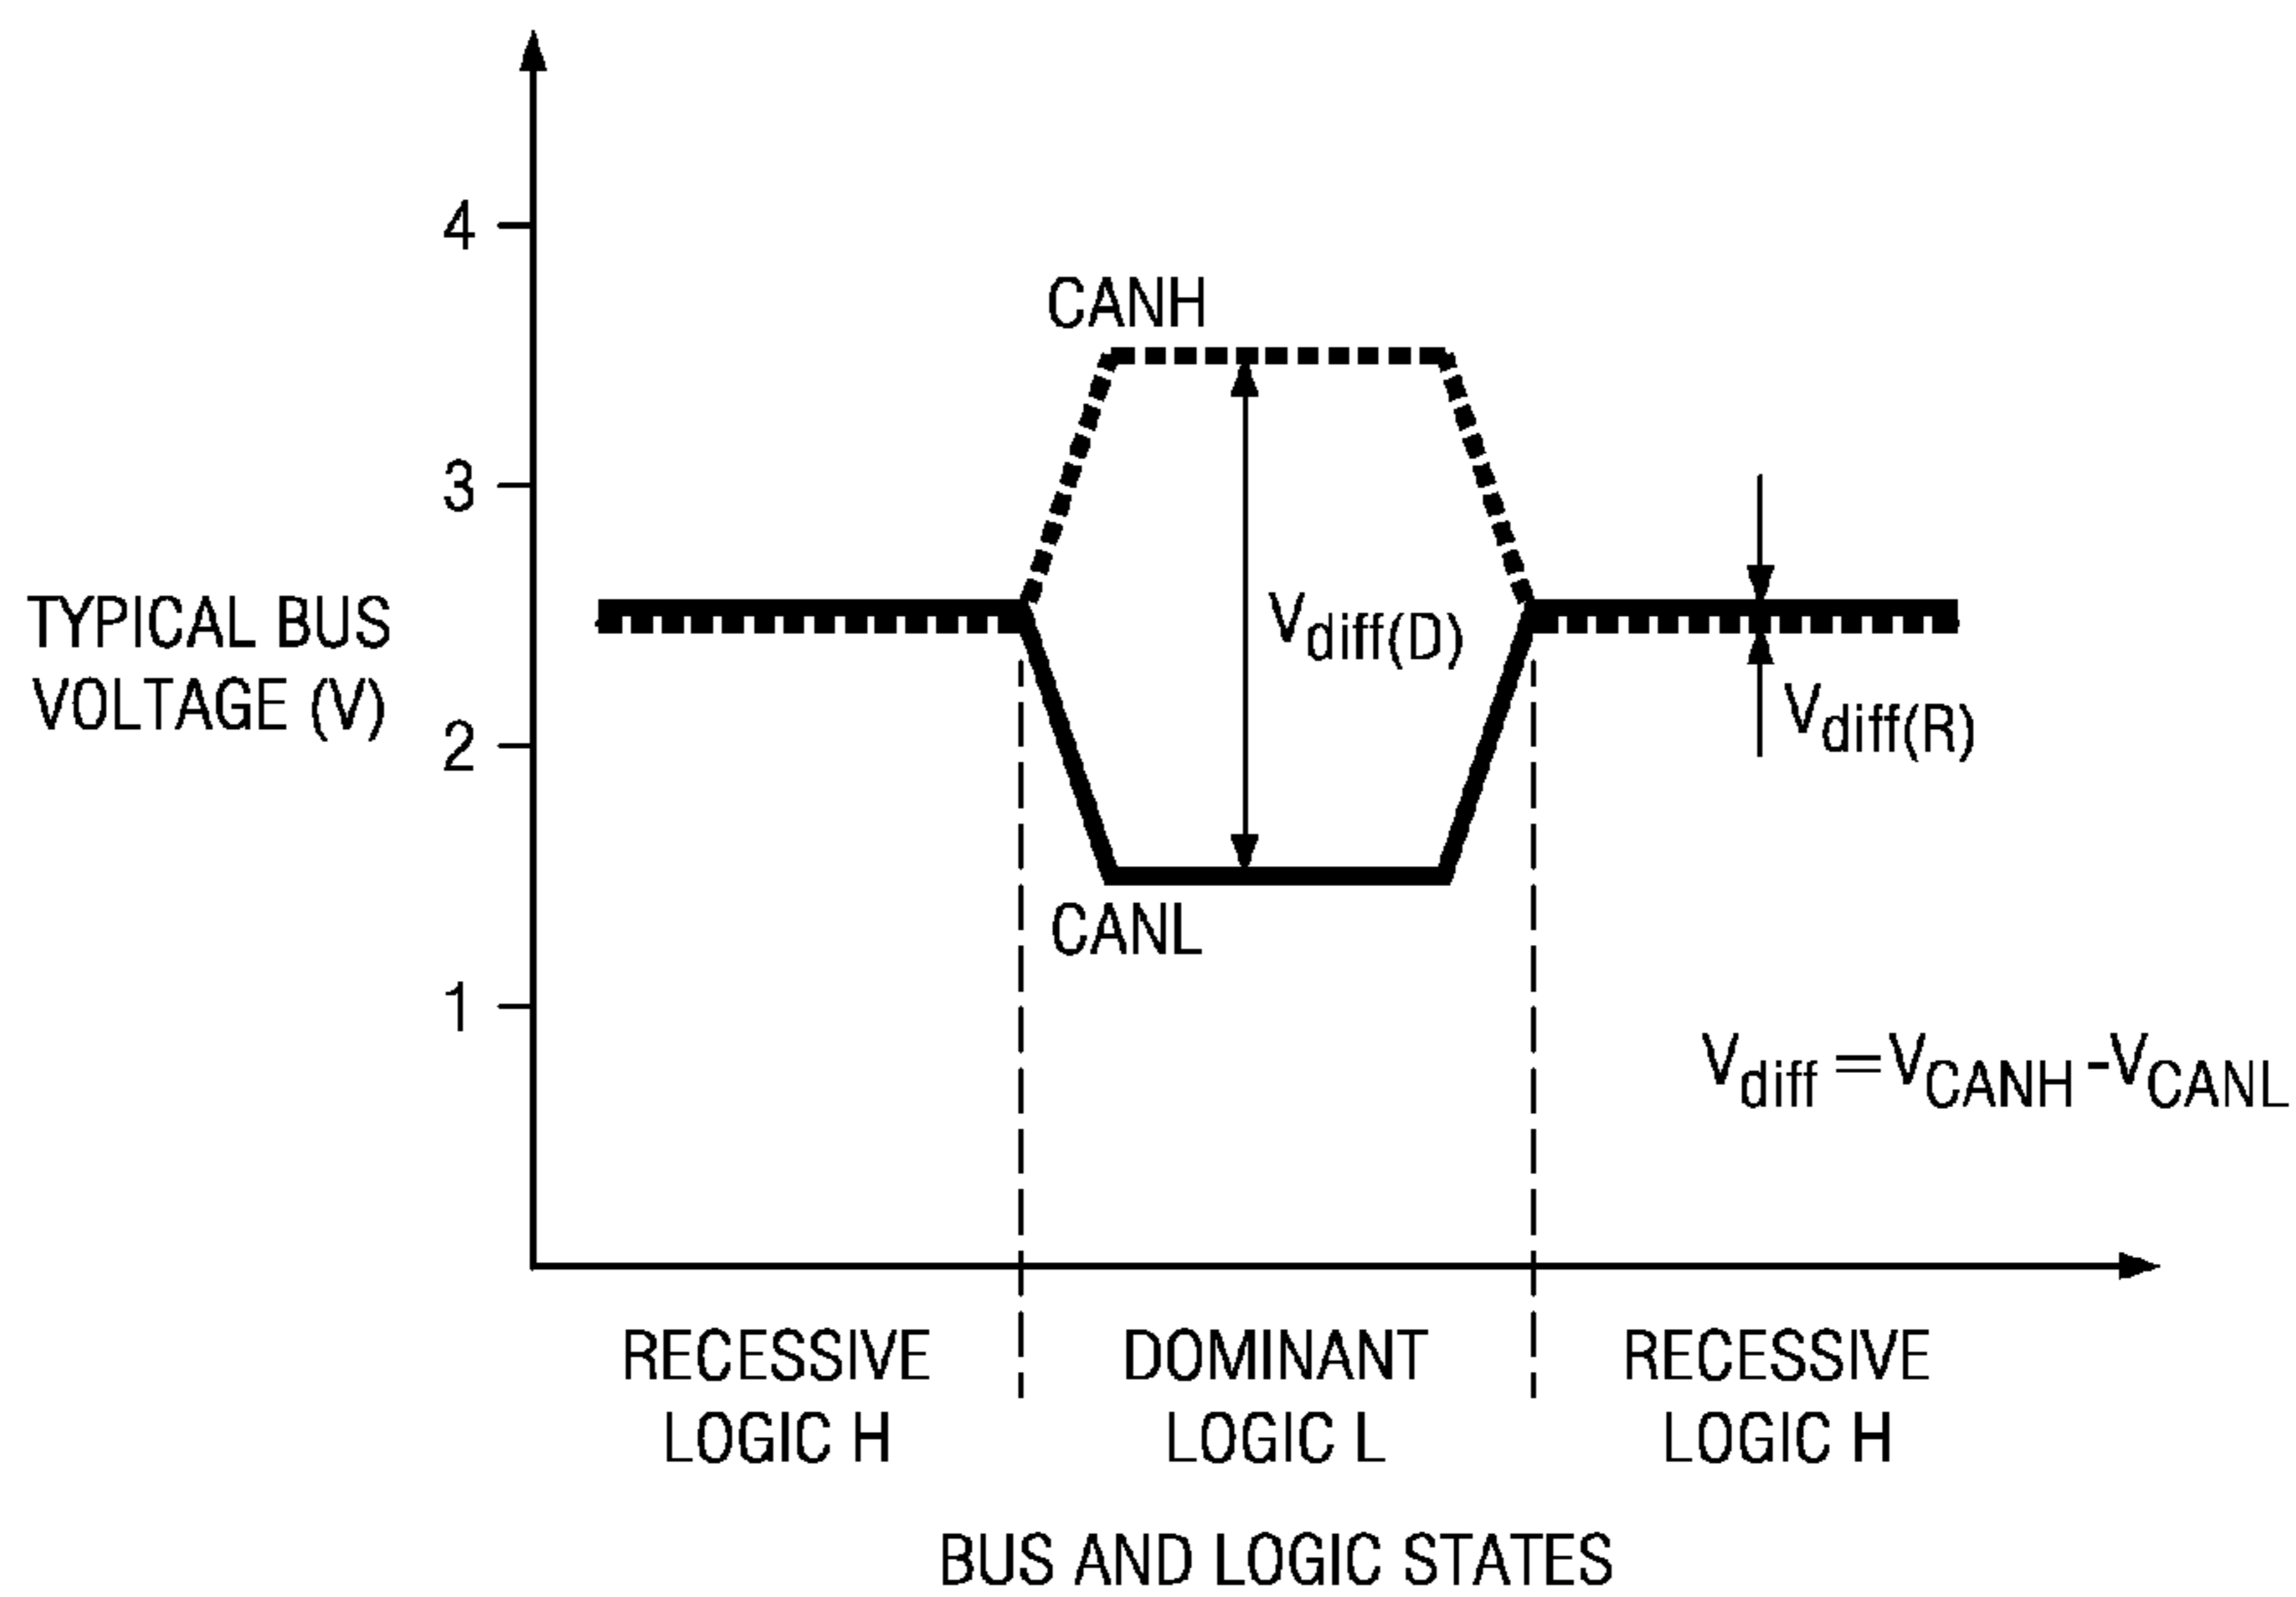 4
CANH
3
TYPICAL BUS
VOLTAGE (V)
Vdiff(D)
Vdiff(R)
2
CANL
1
Vdiff = VCANH -VCANL
RECESSIVE
LOGIC H
DOMINANT
LOGIC L
RECESSIVE
LOGIC H
BUS AND LOGIC STATES